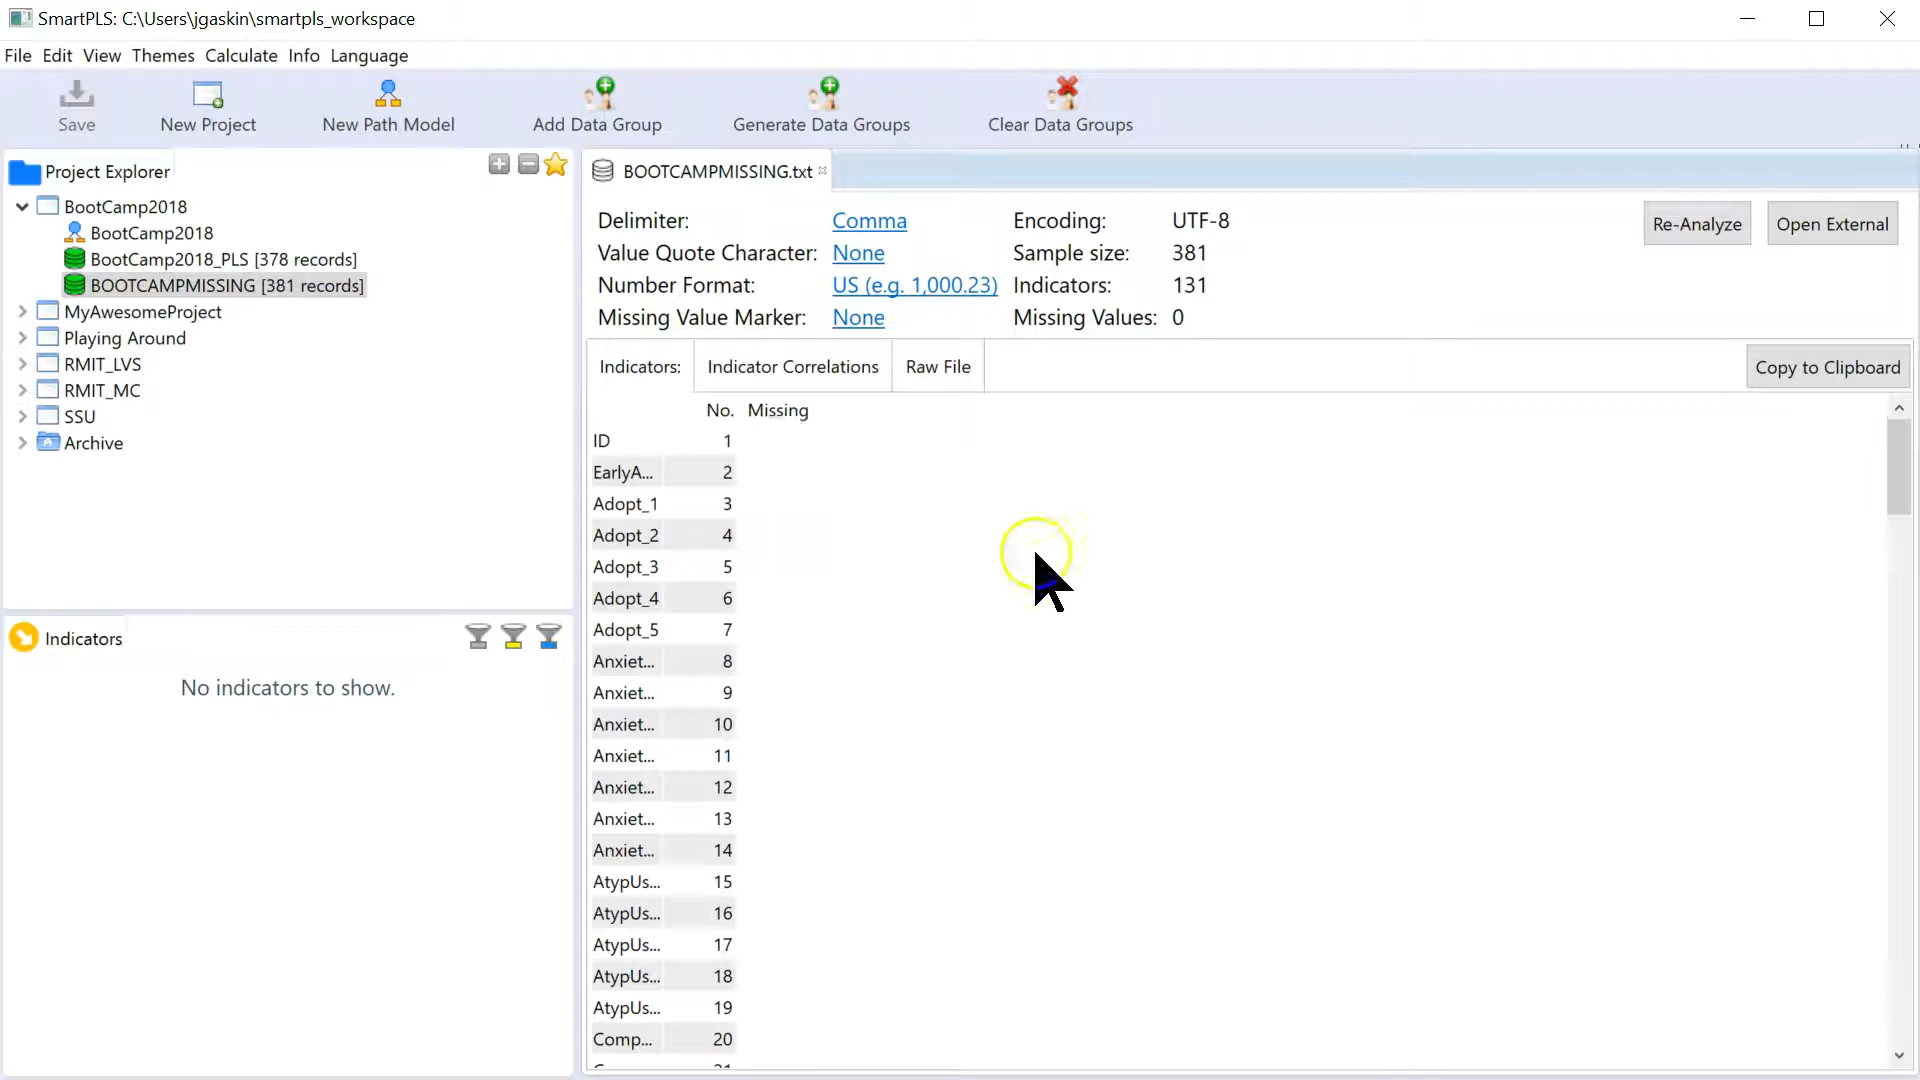 SmartPLS: C:\Users\jgaskin\smartpls_workspace
File Edit View Themes Calculate Info Language
Save New Project New Path Model Add Data Group Generate Data Groups Clear Data Groups
Project Explorer
BootCamp2018
BootCamp2018
BootCamp2018_PLS [378 records]
BOOTCAMPMISSING [381 records]
MyAwesomeProject
Playing Around
RMIT_LVS
RMIT_MC
SSU
Archive
Indicators
No indicators to show.
BOOTCAMPMISSING.txt
Delimiter: Comma Encoding: UTF-8 Re-Analyze Open External
Value Quote Character: None Sample size: 381
Number Format: US (e.g. 1,000.23) Indicators: 131
Missing Value Marker: None Missing Values: 0
Indicators: Indicator Correlations Raw File Copy to Clipboard
No. Missing
ID 1
EarlyA... 2
Adopt_1 3
Adopt_2 4
Adopt_3 5
Adopt_4 6
Adopt_5 7
Anxiet... 8
Anxiet... 9
Anxiet... 10
Anxiet... 11
Anxiet... 12
Anxiet... 13
Anxiet... 14
AtypUs... 15
AtypUs... 16
AtypUs... 17
AtypUs... 18
AtypUs... 19
Comp... 20